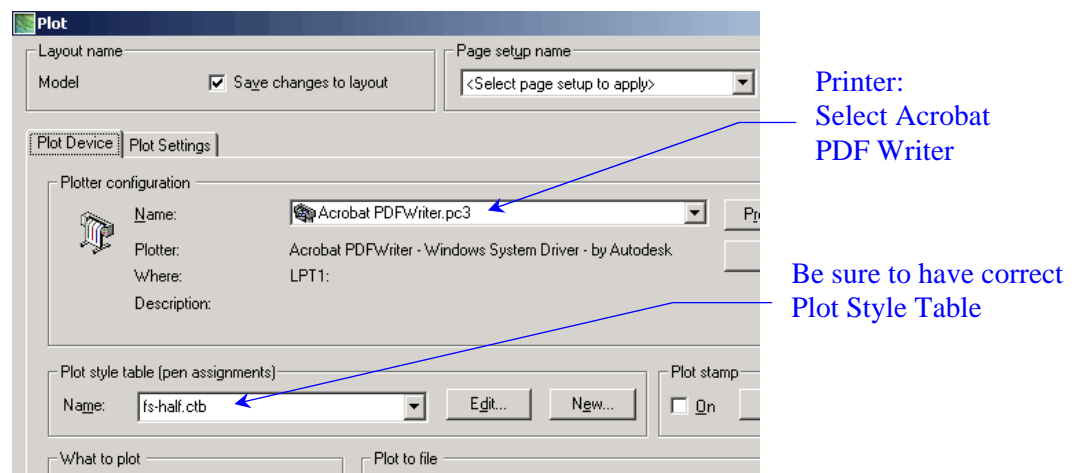 Plot
Layout name
Page setup name
Model
Save changes to layout
<Select page setup to apply>
Printer:
Select Acrobat
PDF Writer
Plot Device
Plot Settings
Plotter configuration
Name:
Acrobat PDFWriter.pc3
Plotter:
Acrobat PDFWriter - Windows System Driver - by Autodesk
Where:
LPT1:
Description:
Be sure to have correct
Plot Style Table
Plot style table (pen assignments)
Plot stamp
Name:
fs-half.ctb
Edit...
New...
On
What to plot
Plot to file